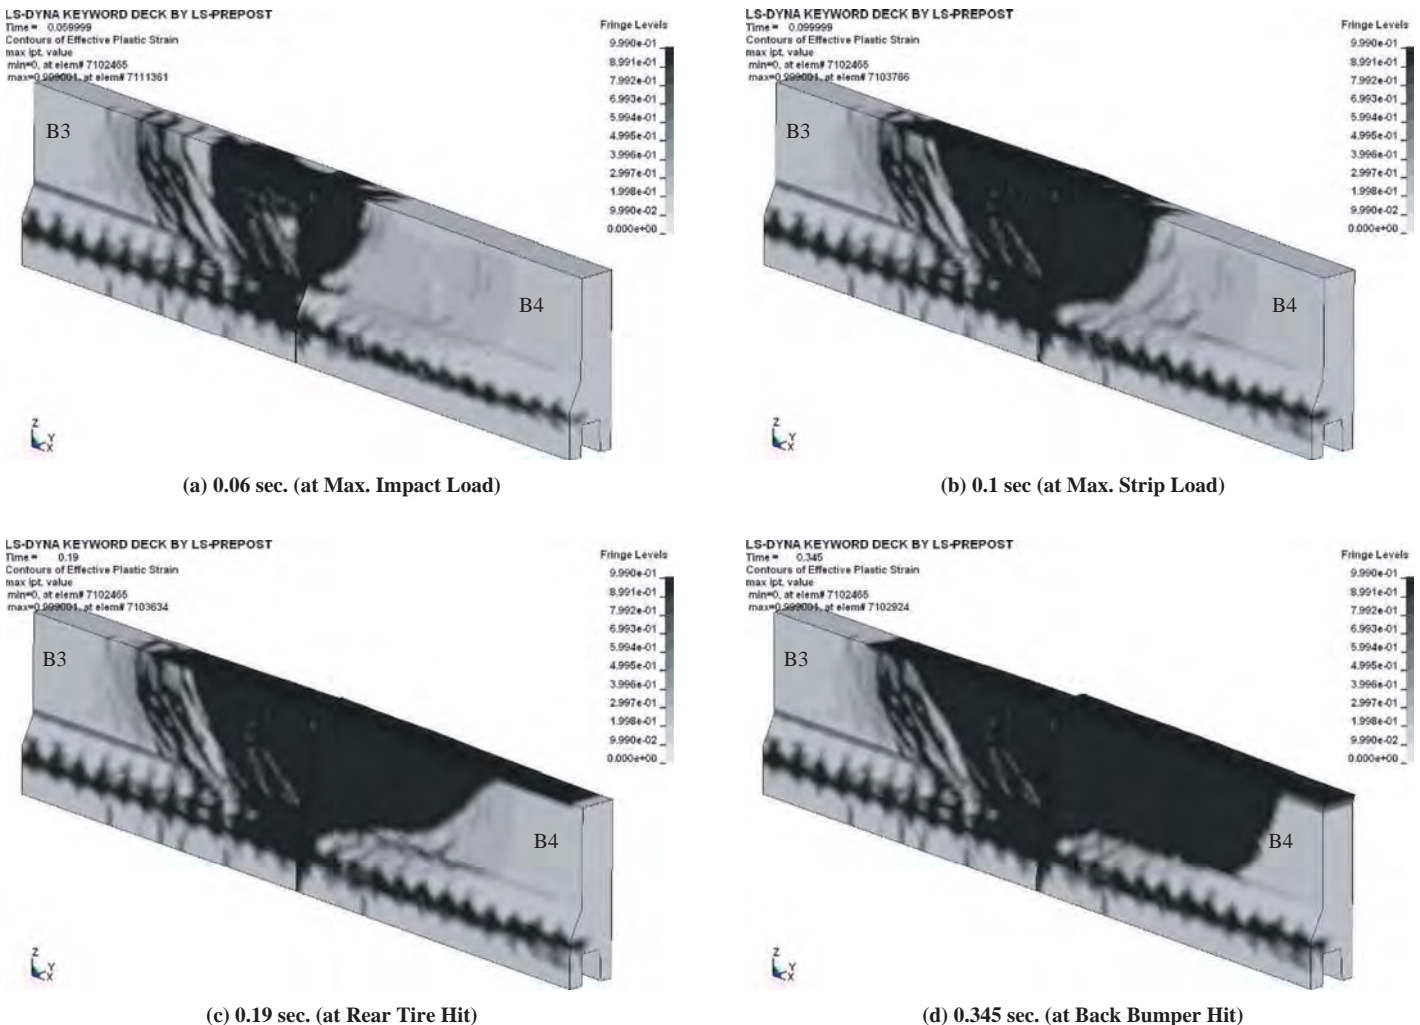 LS-DYNA KEYWORD DECK BY LS-PREPOST
Time = 0.059999
Contours of Effective Plastic Strain
max ipt. value
min=0, at elem# 7102465
max=0.999001, at elem# 7111361
Fringe Levels
9.990e-01
8.991e-01
7.992e-01
6.993e-01
5.994e-01
4.995e-01
3.996e-01
2.997e-01
1.998e-01
9.990e-02
0.000e+00
B3
B4
Z
Y
X
(a) 0.06 sec. (at Max. Impact Load)
LS-DYNA KEYWORD DECK BY LS-PREPOST
Time = 0.099999
Contours of Effective Plastic Strain
max ipt. value
min=0, at elem# 7102465
max=0.999001, at elem# 7103766
Fringe Levels
9.990e-01
8.991e-01
7.992e-01
6.993e-01
5.994e-01
4.995e-01
3.996e-01
2.997e-01
1.998e-01
9.990e-02
0.000e+00
B3
B4
Z
Y
X
(b) 0.1 sec (at Max. Strip Load)
LS-DYNA KEYWORD DECK BY LS-PREPOST
Time = 0.19
Contours of Effective Plastic Strain
max ipt. value
min=0, at elem# 7102465
max=0.999001, at elem# 7103634
Fringe Levels
9.990e-01
8.991e-01
7.992e-01
6.993e-01
5.994e-01
4.995e-01
3.996e-01
2.997e-01
1.998e-01
9.990e-02
0.000e+00
B3
B4
Z
Y
X
(c) 0.19 sec. (at Rear Tire Hit)
LS-DYNA KEYWORD DECK BY LS-PREPOST
Time = 0.345
Contours of Effective Plastic Strain
max ipt. value
min=0, at elem# 7102465
max=0.999001, at elem# 7102924
Fringe Levels
9.990e-01
8.991e-01
7.992e-01
6.993e-01
5.994e-01
4.995e-01
3.996e-01
2.997e-01
1.998e-01
9.990e-02
0.000e+00
B3
B4
Z
Y
X
(d) 0.345 sec. (at Back Bumper Hit)